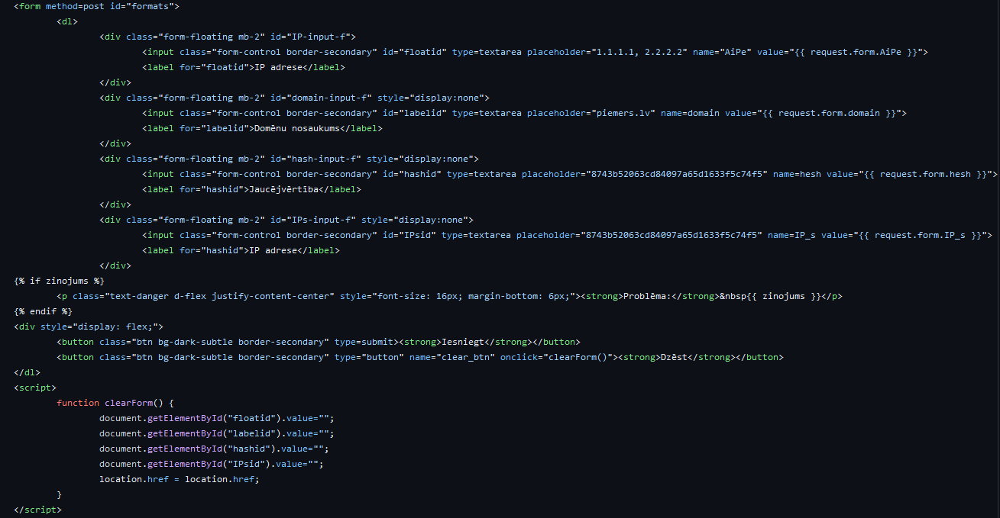 <form method=post id="formats">
<dl>
<div class="form-floating mb-2" id="IP-input-f">
<input class="form-control border-secondary" id="floatid" type=textarea placeholder="1.1.1.1, 2.2.2.2" name="AiPe" value="{{ request.form.AiPe }}">
<label for="floatid">IP adrese</label>
</div>
<div class="form-floating mb-2" id="domain-input-f" style="display:none">
<input class="form-control border-secondary" id="labelid" type=textarea placeholder="piemers.lv" name=domain value="{{ request.form.domain }}">
<label for="labelid">Domēnu nosaukums</label>
</div>
<div class="form-floating mb-2" id="hash-input-f" style="display:none">
<input class="form-control border-secondary" id="hashid" type=textarea placeholder="8743b52063cd84097a65d1633f5c74f5" name=hesh value="{{ request.form.hesh }}">
<label for="hashid">Jaucējvērtība</label>
</div>
<div class="form-floating mb-2" id="IPs-input-f" style="display:none">
<input class="form-control border-secondary" id="IPsid" type=textarea placeholder="8743b52063cd84097a65d1633f5c74f5" name=IP_s value="{{ request.form.IP_s }}">
<label for="hashid">IP adrese</label>
</div>
{% if zinojums %}
<p class="text-danger d-flex justify-content-center" style="font-size: 16px; margin-bottom: 6px;"><strong>Problēma:</strong>&nbsp{{ zinojums }}</p>
{% endif %}
<div style="display: flex;">
<button class="btn bg-dark-subtle border-secondary" type=submit><strong>Iesniegt</strong></button>
<button class="btn bg-dark-subtle border-secondary" type="button" name="clear_btn" onclick="clearForm()"><strong>Dzēst</strong></button>
</dl>
<script>
function clearForm() {
document.getElementById("floatid").value="";
document.getElementById("labelid").value="";
document.getElementById("hashid").value="";
document.getElementById("IPsid").value="";
location.href = location.href;
}
</script>